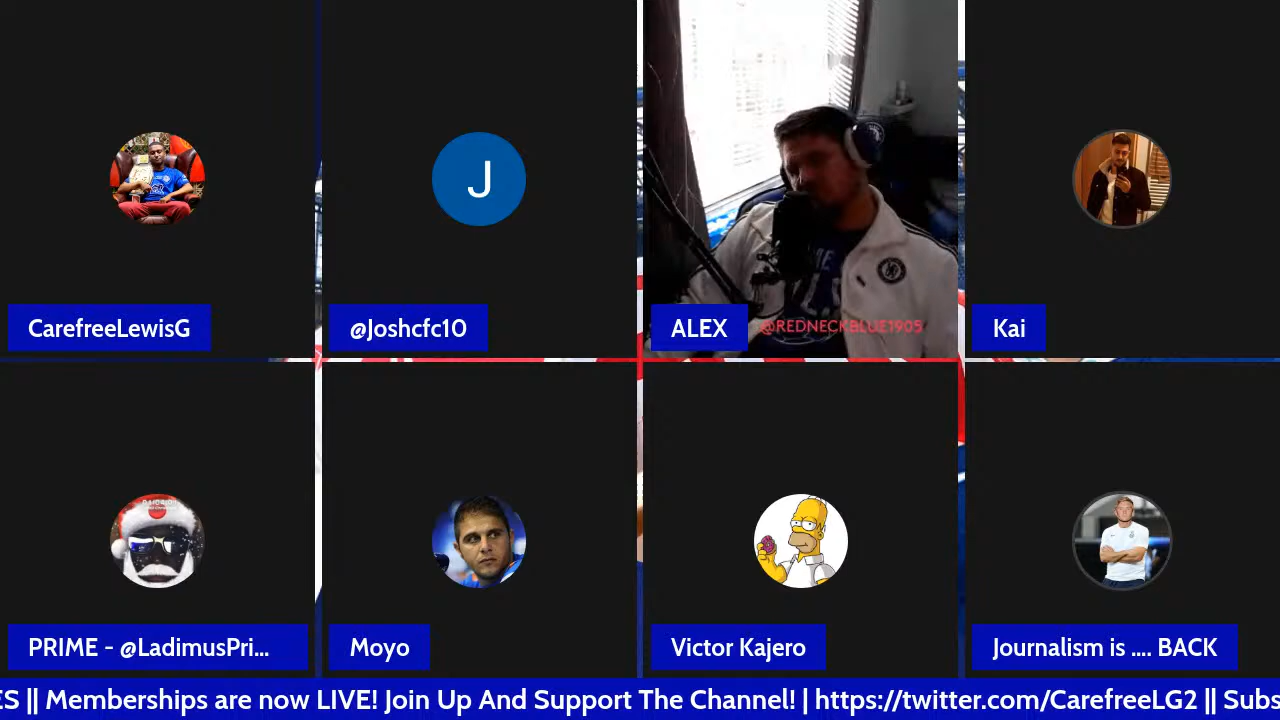 J
CarefreeLewisG
@Joshcfc10
ALEX
@REDNECKBLUE1905
Kai
PRIME - @LadimusPri...
Moyo
Victor Kajero
Journalism is .... BACK
ES || Memberships are now LIVE! Join Up And Support The Channel! | https://twitter.com/CarefreeLG2 || Subs